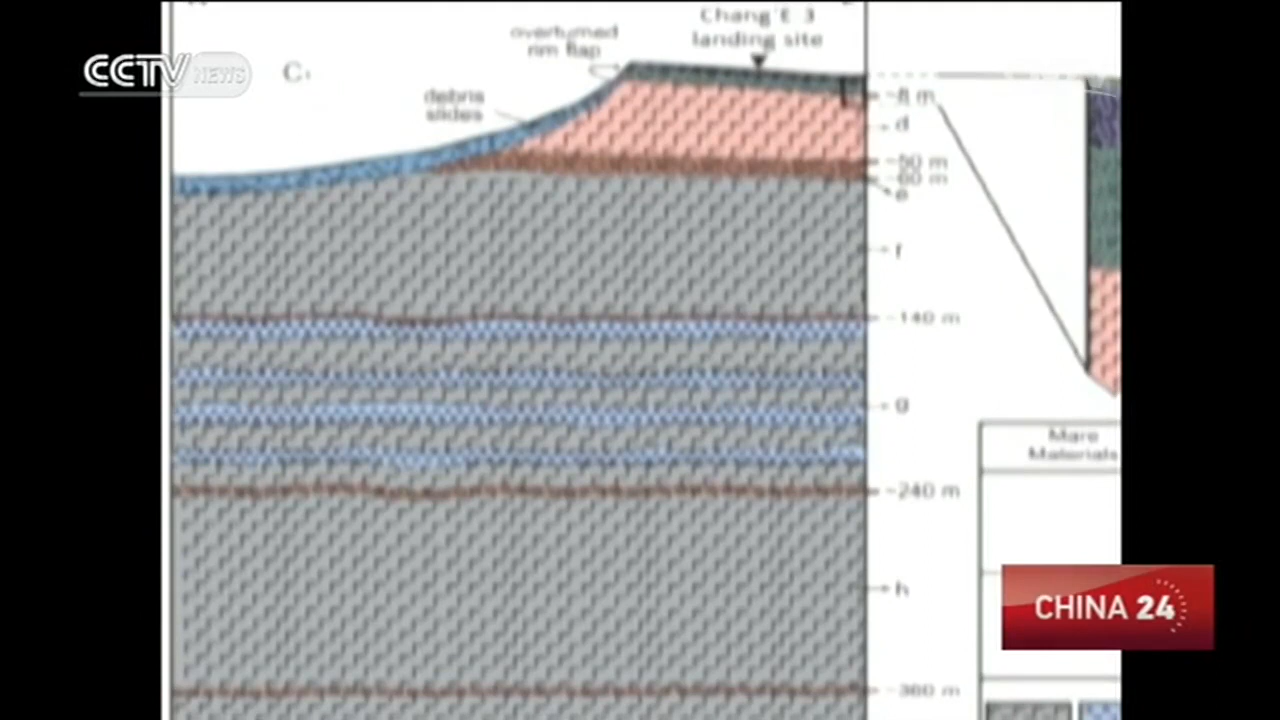 Chang'E 3
landing site
overturned
rim flap
CCTV NEWS
debris
slides
d
~50 m
~60 m
e
f
~140 m
g
~240 m
h
~360 m
Mare
Materials
CHINA 24